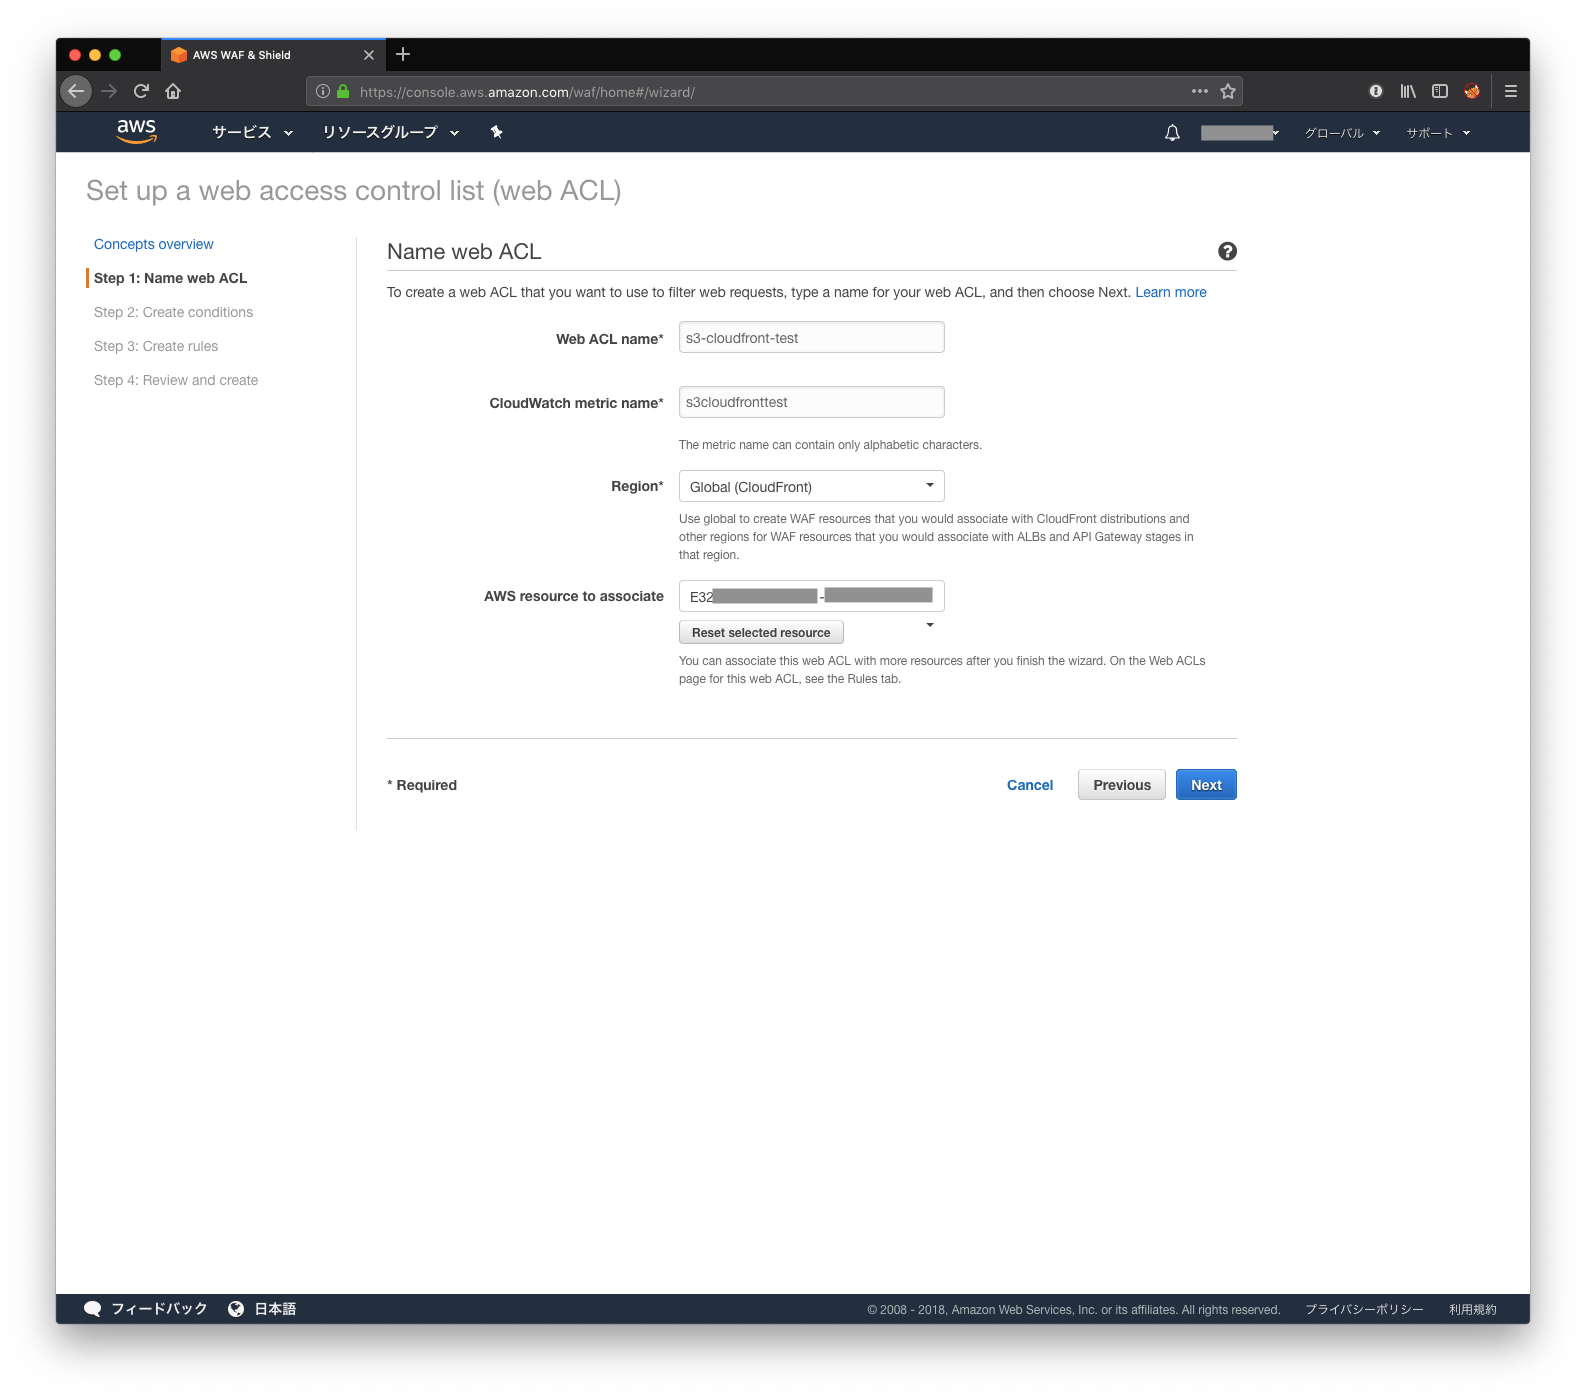 AWS WAF & Shield
https://console.aws.amazon.com/waf/home#/wizard/
aws サービス リソースグループ グローバル サポート
Set up a web access control list (web ACL)
Concepts overview
Step 1: Name web ACL
Step 2: Create conditions
Step 3: Create rules
Step 4: Review and create
Name web ACL
To create a web ACL that you want to use to filter web requests, type a name for your web ACL, and then choose Next. Learn more
Web ACL name* s3-cloudfront-test
CloudWatch metric name* s3cloudfronttest
The metric name can contain only alphabetic characters.
Region* Global (CloudFront)
Use global to create WAF resources that you would associate with CloudFront distributions and
other regions for WAF resources that you would associate with ALBs and API Gateway stages in
that region.
AWS resource to associate E32 -
Reset selected resource
You can associate this web ACL with more resources after you finish the wizard. On the Web ACLs
page for this web ACL, see the Rules tab.
* Required Cancel Previous Next
フィードバック 日本語 © 2008 - 2018, Amazon Web Services, Inc. or its affiliates. All rights reserved. プライバシーポリシー 利用規約